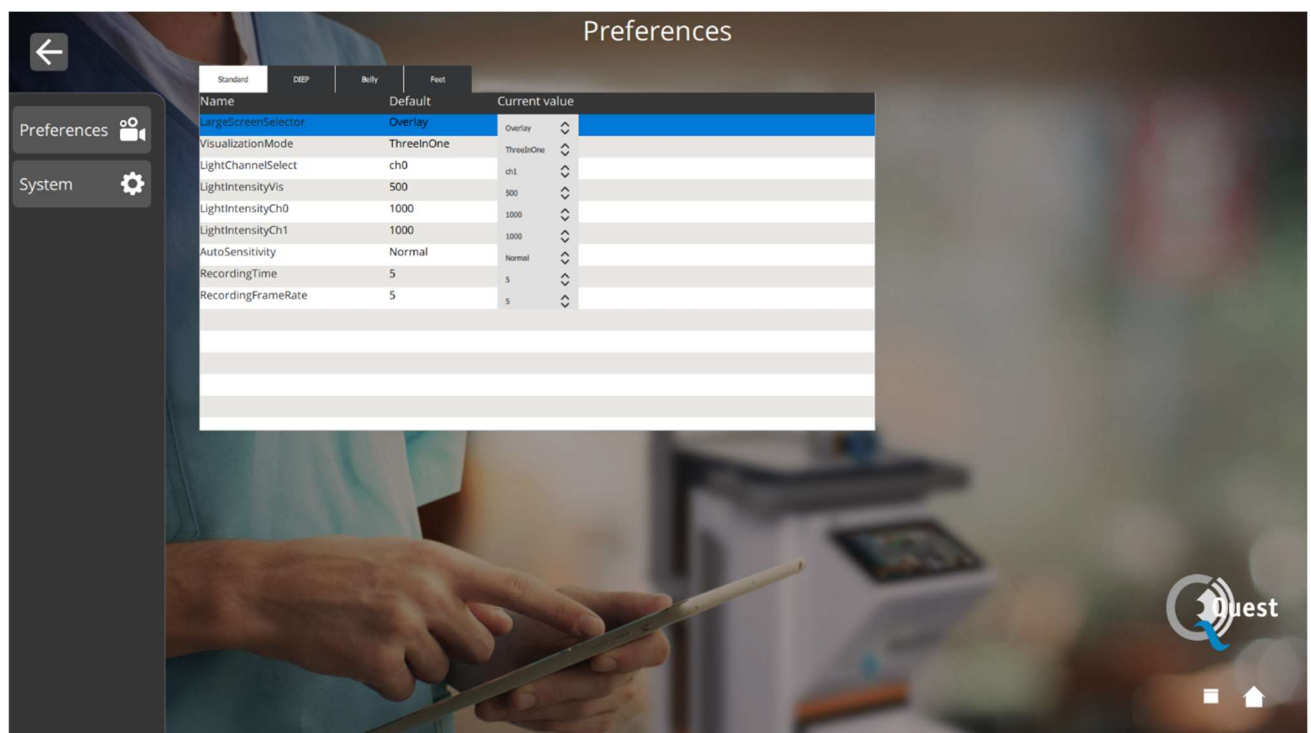 Preferences
Standard DIEP Belly Feet
Name Default Current value
LargeScreenSelector Overlay Overlay
VisualizationMode ThreeInOne ThreeInOne
LightChannelSelect ch0 ch1
LightIntensityVis 500 500
LightIntensityCh0 1000 1000
LightIntensityCh1 1000 1000
AutoSensitivity Normal Normal
RecordingTime 5 5
RecordingFrameRate 5 5
Preferences
System
Quest